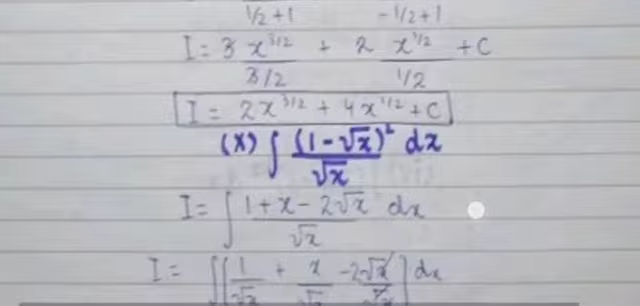 1/2+1 -1/2+1
I = 3 x^{3/2}/(3/2) + 2 x^{1/2}/(1/2) + C
I = 2x^{3/2} + 4x^{1/2} + C
(x) ∫ (1-√x)²/√x dx
I = ∫ (1+x-2√x)/√x dx
I = ∫[1/√x + x/√x - 2√x/√x] dx